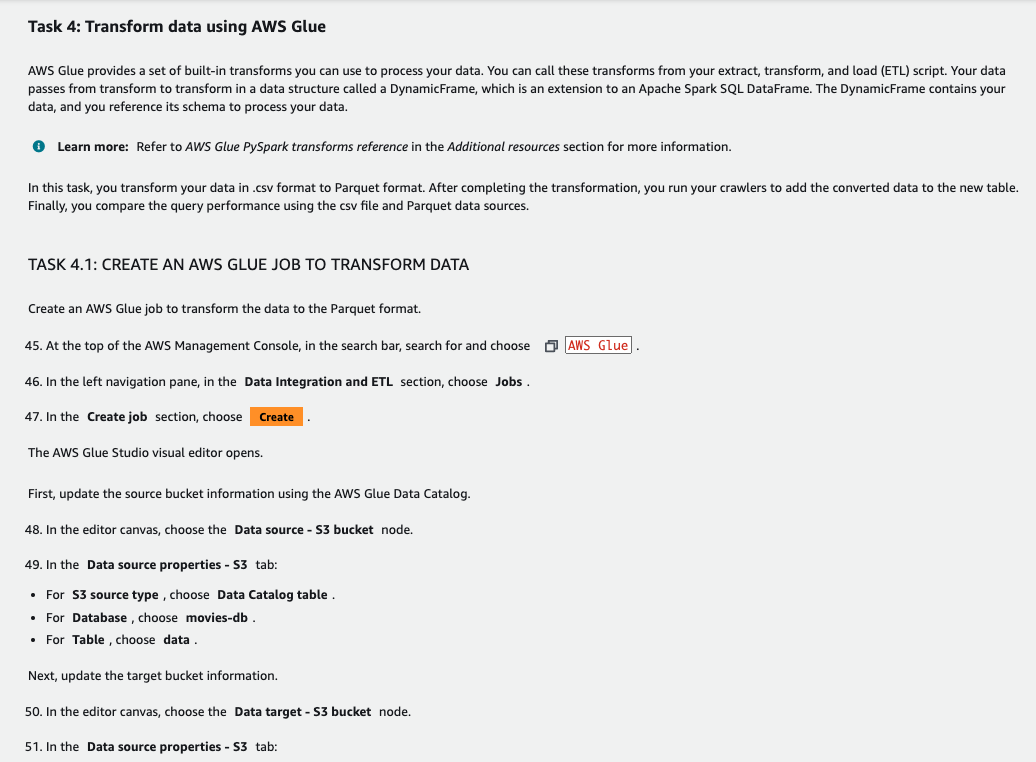 Task 4: Transform data using AWS Glue
AWS Glue provides a set of built-in transforms you can use to process your data. You can call these transforms from your extract, transform, and load (ETL) script. Your data
passes from transform to transform in a data structure called a DynamicFrame, which is an extension to an Apache Spark SQL DataFrame. The DynamicFrame contains your
data, and you reference its schema to process your data.
Learn more: Refer to AWS Glue PySpark transforms reference in the Additional resources section for more information.
In this task, you transform your data in .csv format to Parquet format. After completing the transformation, you run your crawlers to add the converted data to the new table.
Finally, you compare the query performance using the csv file and Parquet data sources.
TASK 4.1: CREATE AN AWS GLUE JOB TO TRANSFORM DATA
Create an AWS Glue job to transform the data to the Parquet format.
45. At the top of the AWS Management Console, in the search bar, search for and choose AWS Glue .
46. In the left navigation pane, in the Data Integration and ETL section, choose Jobs .
47. In the Create job section, choose Create .
The AWS Glue Studio visual editor opens.
First, update the source bucket information using the AWS Glue Data Catalog.
48. In the editor canvas, choose the Data source - S3 bucket node.
49. In the Data source properties - S3 tab:
• For S3 source type , choose Data Catalog table .
• For Database , choose movies-db .
• For Table , choose data .
Next, update the target bucket information.
50. In the editor canvas, choose the Data target - S3 bucket node.
51. In the Data source properties - S3 tab: